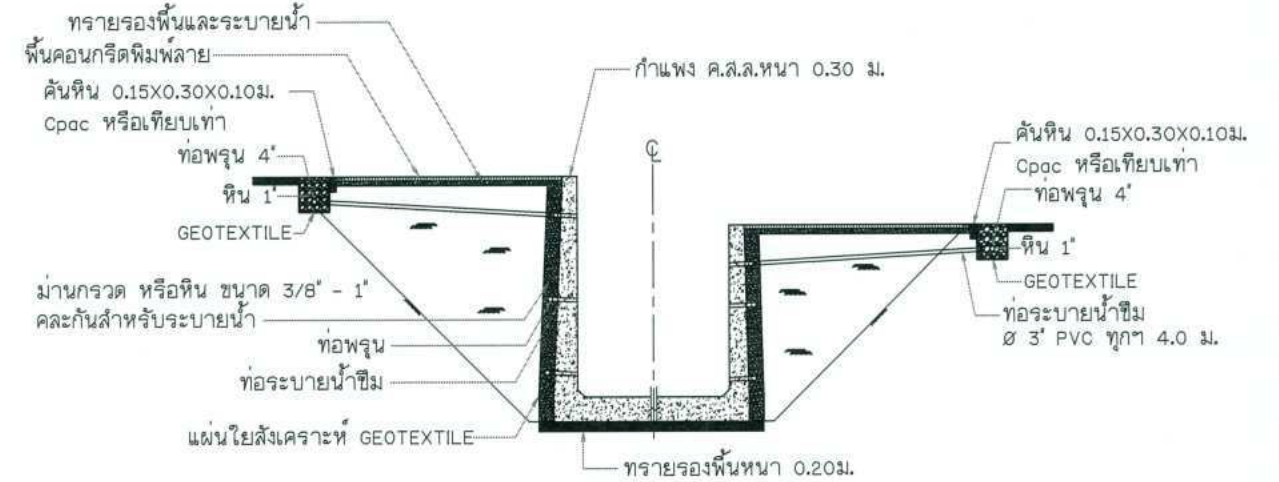 ทรายรองพื้นและระบายน้ำ
พื้นคอนกรีตพิมพ์ลาย
คันหิน 0.15X0.30X0.10ม.
Cpac หรือเทียบเท่า
ท่อพรุน 4"
หิน 1"
GEOTEXTILE
ม่านกรวด หรือหิน ขนาด 3/8" - 1"
คละกันสำหรับระบายน้ำ
ท่อพรุน
ท่อระบายน้ำซึม
แผ่นใยสังเคราะห์ GEOTEXTILE
กำแพง ค.ส.ล.หนา 0.30 ม.
℄
ทรายรองพื้นหนา 0.20ม.
คันหิน 0.15X0.30X0.10ม.
Cpac หรือเทียบเท่า
ท่อพรุน 4"
หิน 1"
GEOTEXTILE
ท่อระบายน้ำซึม
Ø 3" PVC ทุกๆ 4.0 ม.